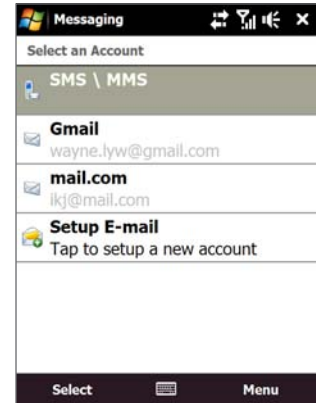 Messaging
Select an Account
SMS \ MMS
Gmail
wayne.lyw@gmail.com
mail.com
ikj@mail.com
Setup E-mail
Tap to setup a new account
Select
Menu